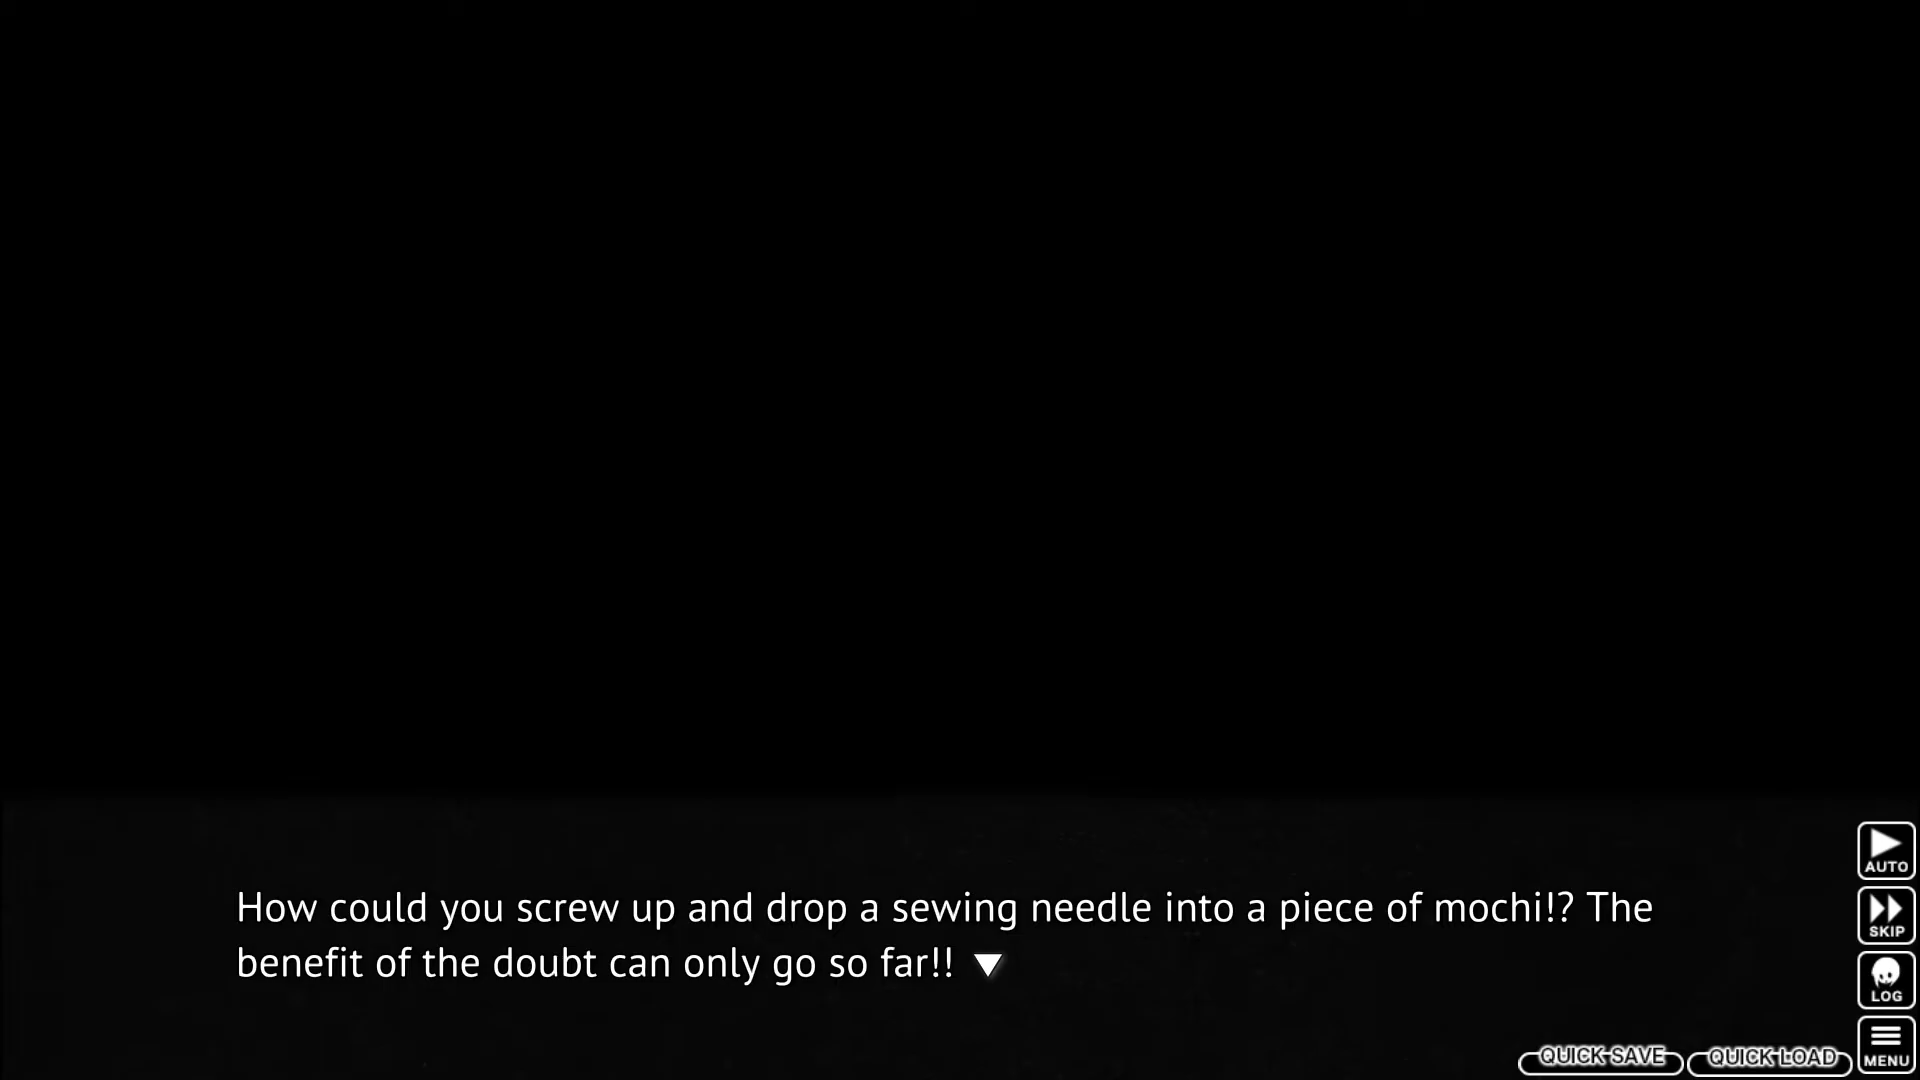 How could you screw up and drop a sewing needle into a piece of mochi!? The
benefit of the doubt can only go so far!!
AUTO
SKIP
LOG
MENU
QUICK SAVE QUICK LOAD